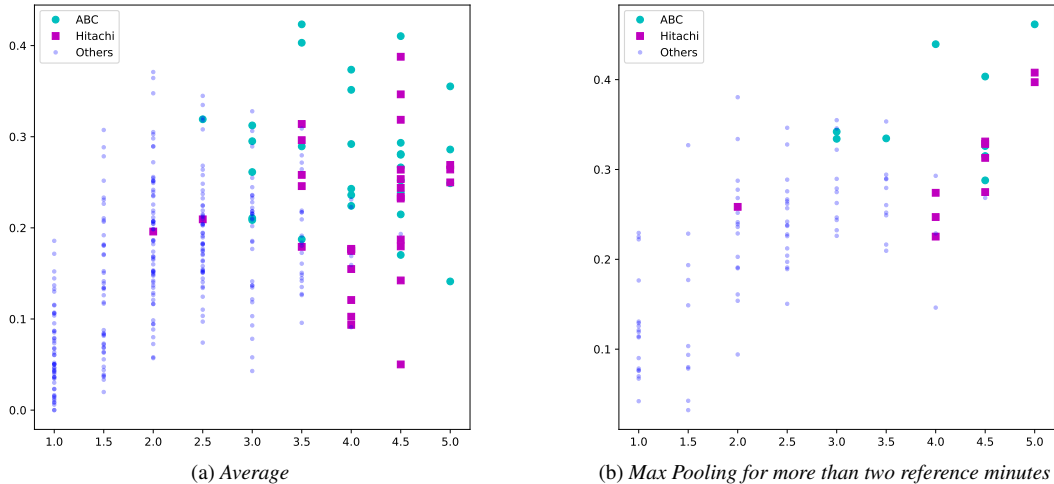 ABC
Hitachi
Others
0.4
0.3
0.2
0.1
0.0
1.0 1.5 2.0 2.5 3.0 3.5 4.0 4.5 5.0
(a) Average
ABC
Hitachi
Others
0.4
0.3
0.2
0.1
1.0 1.5 2.0 2.5 3.0 3.5 4.0 4.5 5.0
(b) Max Pooling for more than two reference minutes